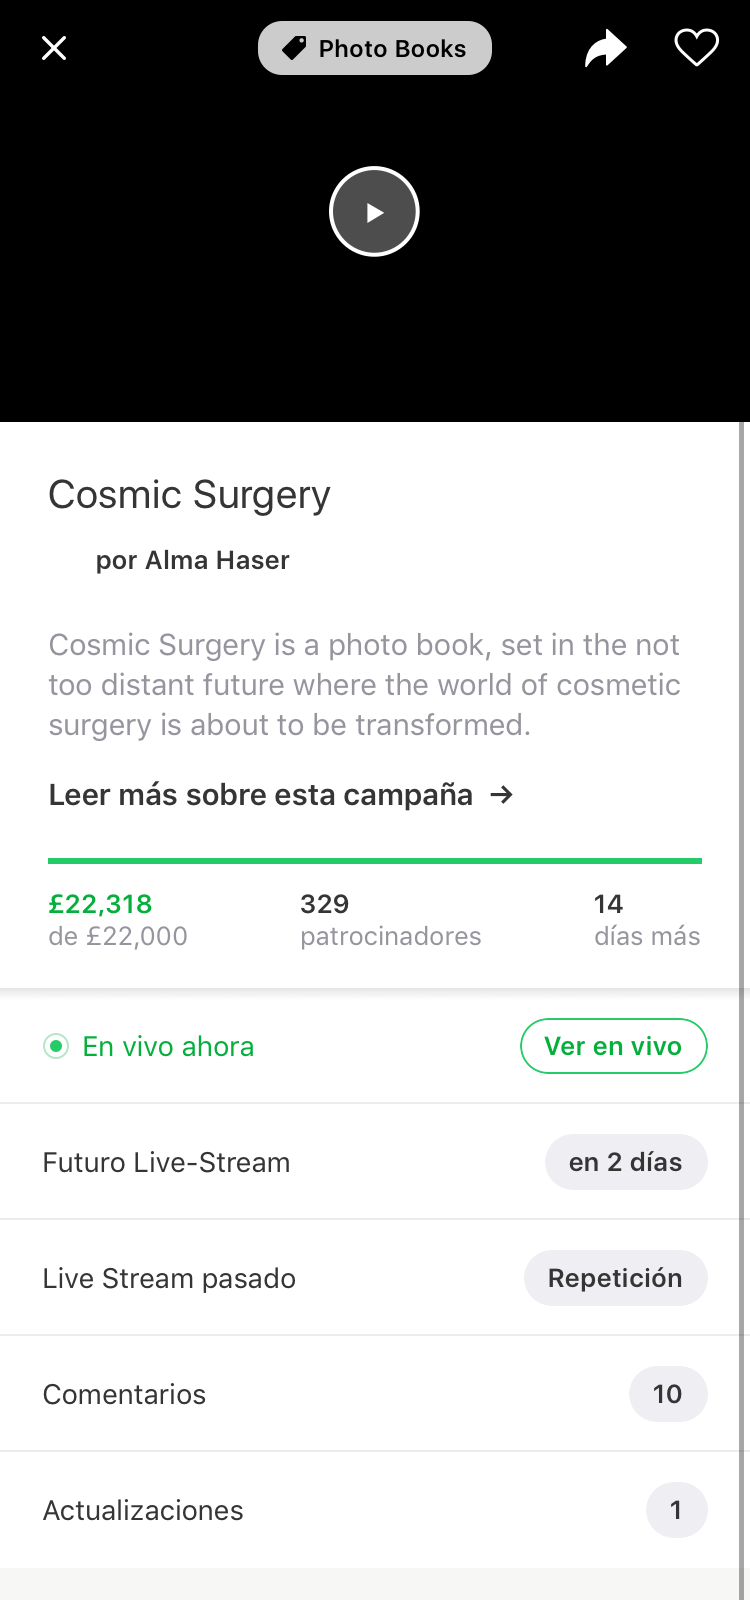 Photo Books
Cosmic Surgery
por Alma Haser
Cosmic Surgery is a photo book, set in the not
too distant future where the world of cosmetic
surgery is about to be transformed.
Leer más sobre esta campaña →
£22,318
de £22,000
329
patrocinadores
14
días más
En vivo ahora
Ver en vivo
Futuro Live-Stream
en 2 días
Live Stream pasado
Repetición
Comentarios
10
Actualizaciones
1